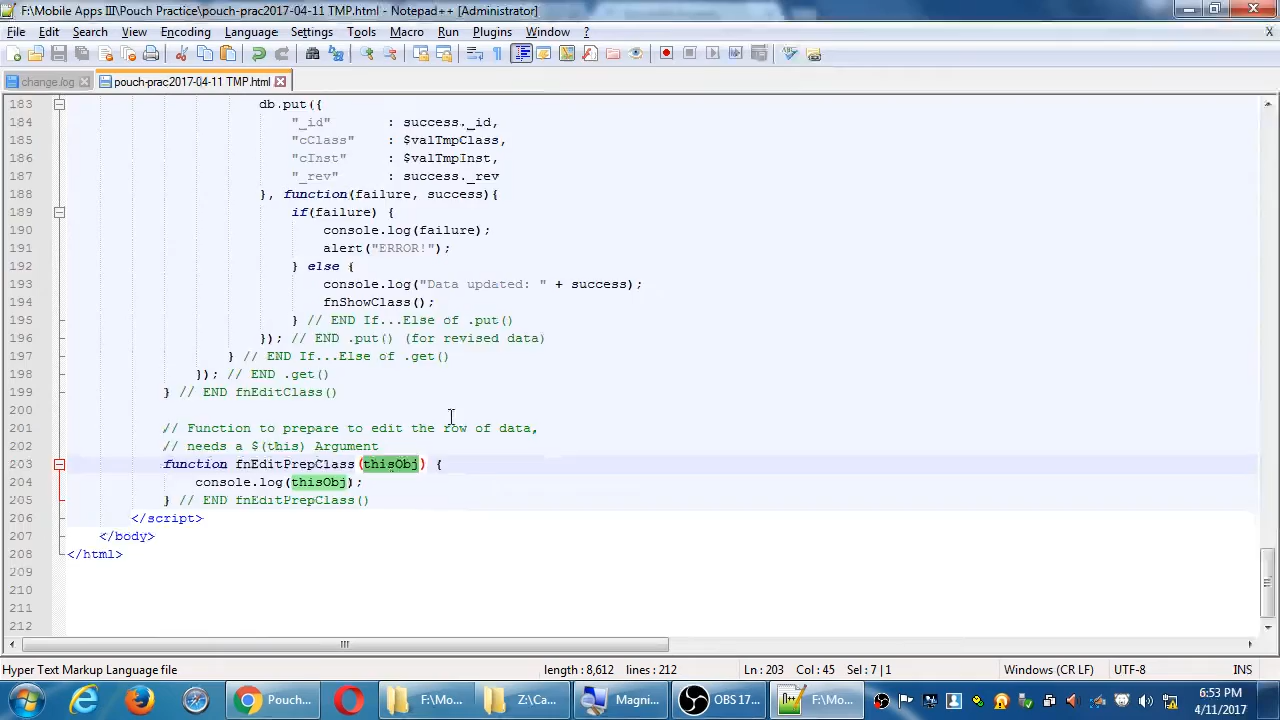 F:\Mobile Apps III\Pouch Practice\pouch-prac2017-04-11 TMP.html - Notepad++ [Administrator]
File Edit Search View Encoding Language Settings Tools Macro Run Plugins Window ? X
change.log pouch-prac2017-04-11 TMP.html
183 db.put({
184 "_id" : success._id,
185 "cClass" : $valTmpClass,
186 "cInst" : $valTmpInst,
187 "_rev" : success._rev
188 }, function(failure, success){
189 if(failure) {
190 console.log(failure);
191 alert("ERROR!");
192 } else {
193 console.log("Data updated: " + success);
194 fnShowClass();
195 } // END If...Else of .put()
196 }); // END .put() (for revised data)
197 } // END If...Else of .get()
198 }); // END .get()
199 } // END fnEditClass()
200
201 // Function to prepare to edit the row of data,
202 // needs a $(this) Argument
203 function fnEditPrepClass(thisObj) {
204 console.log(thisObj);
205 } // END fnEditPrepClass()
206 </script>
207 </body>
208 </html>
209
210
211
212
Hyper Text Markup Language file length : 8,612 lines : 212 Ln : 203 Col : 45 Sel : 7 | 1 Windows (CR LF) UTF-8 INS
Pouch... F:\Mo... Z:\Ca... Magni... OBS 17... F:\Mo... 6:53 PM
4/11/2017